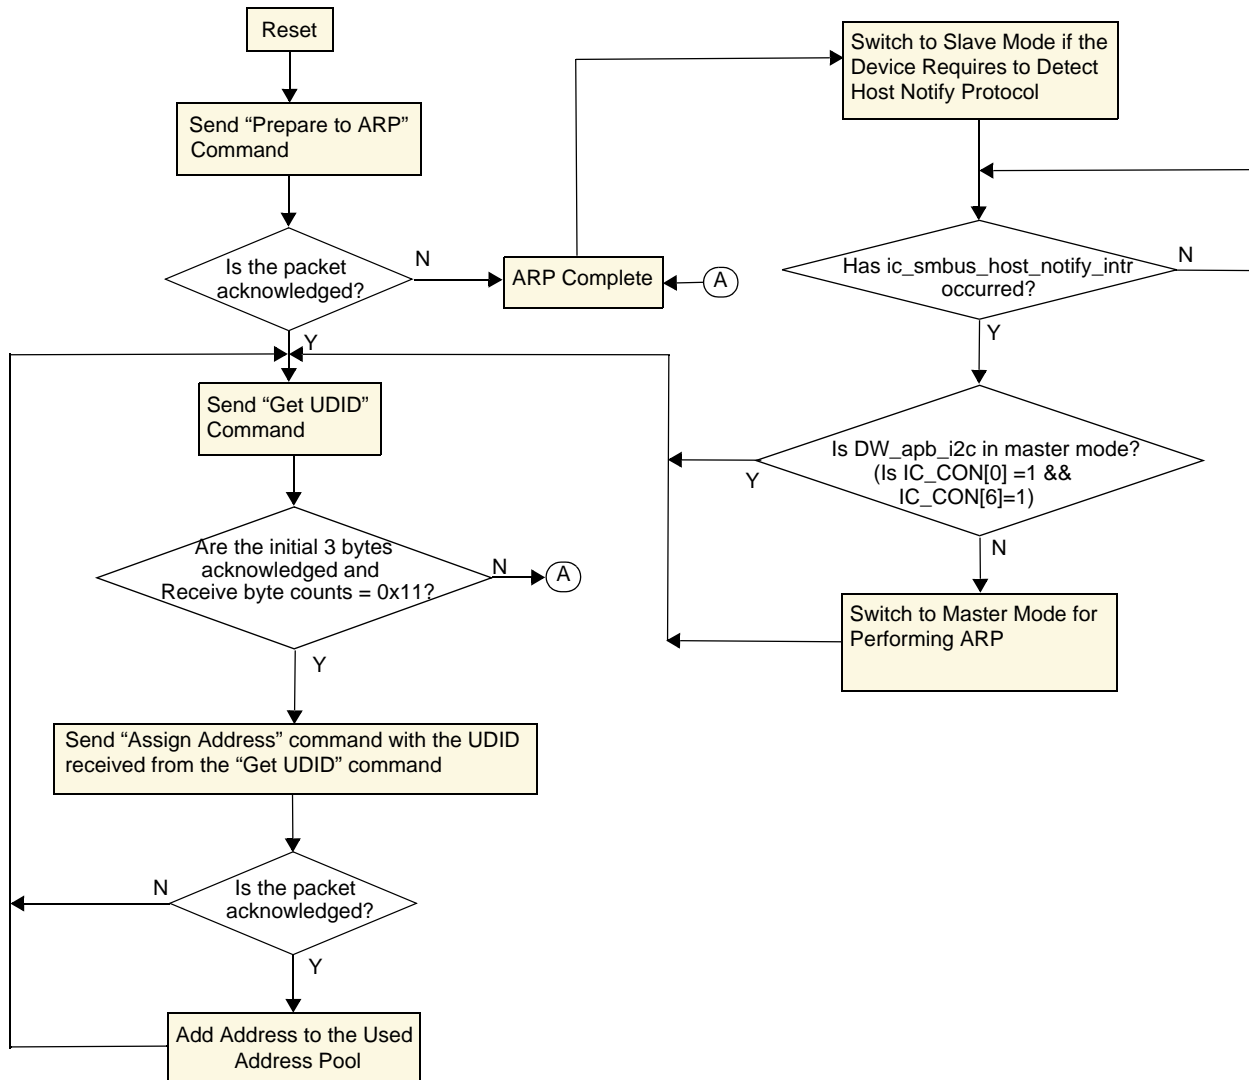 Reset
Send “Prepare to ARP”
Command
Is the packet
acknowledged?
N
Y
ARP Complete
A
Send “Get UDID”
Command
Are the initial 3 bytes
acknowledged and
Receive byte counts = 0x11?
N
A
Y
Send “Assign Address” command with the UDID
received from the “Get UDID” command
Is the packet
acknowledged?
N
Y
Add Address to the Used
Address Pool
Switch to Slave Mode if the
Device Requires to Detect
Host Notify Protocol
Has ic_smbus_host_notify_intr
occurred?
N
Y
Is DW_apb_i2c in master mode?
(Is IC_CON[0] =1 &&
IC_CON[6]=1)
Y
N
Switch to Master Mode for
Performing ARP